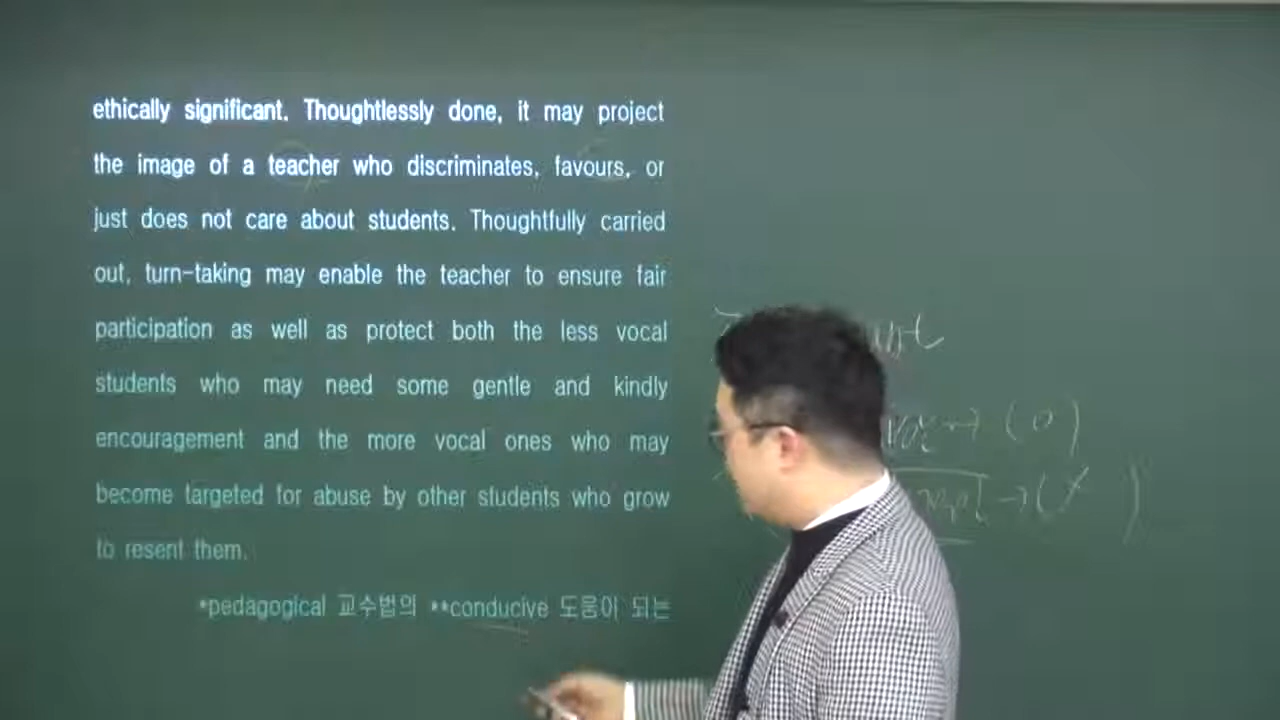 ethically significant. Thoughtlessly done, it may project
the image of a teacher who discriminates, favours, or
just does not care about students. Thoughtfully carried
out, turn-taking may enable the teacher to ensure fair
participation as well as protect both the less vocal
students who may need some gentle and kindly
encouragement and the more vocal ones who may
become targeted for abuse by other students who grow
to resent them.
*pedagogical 교수법의 **conducive 도움이 되는